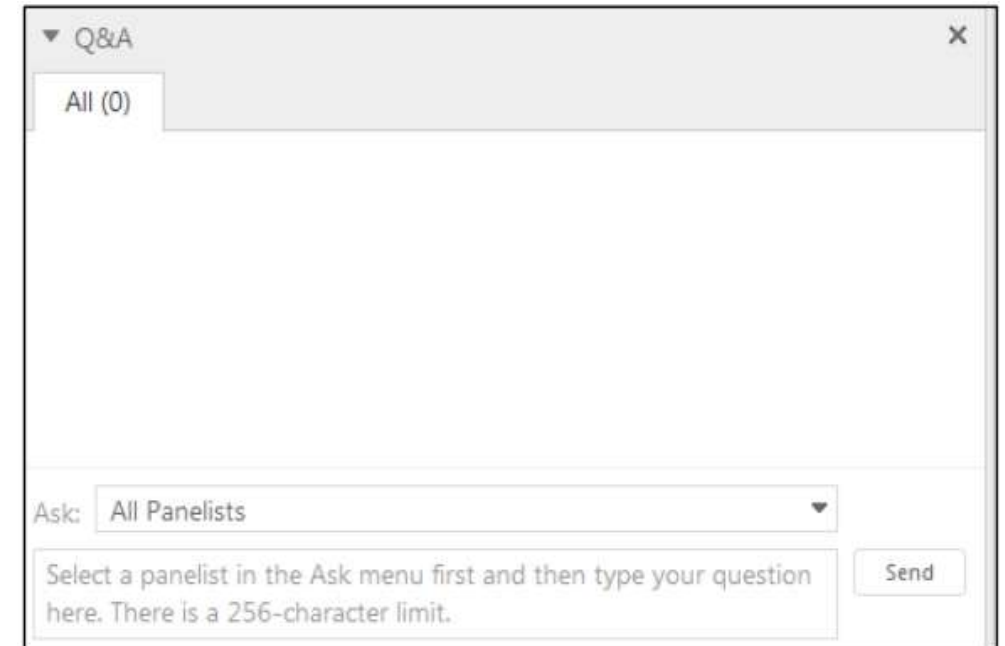 Q&A
All (0)
Ask: All Panelists
Select a panelist in the Ask menu first and then type your question
here. There is a 256-character limit.
Send